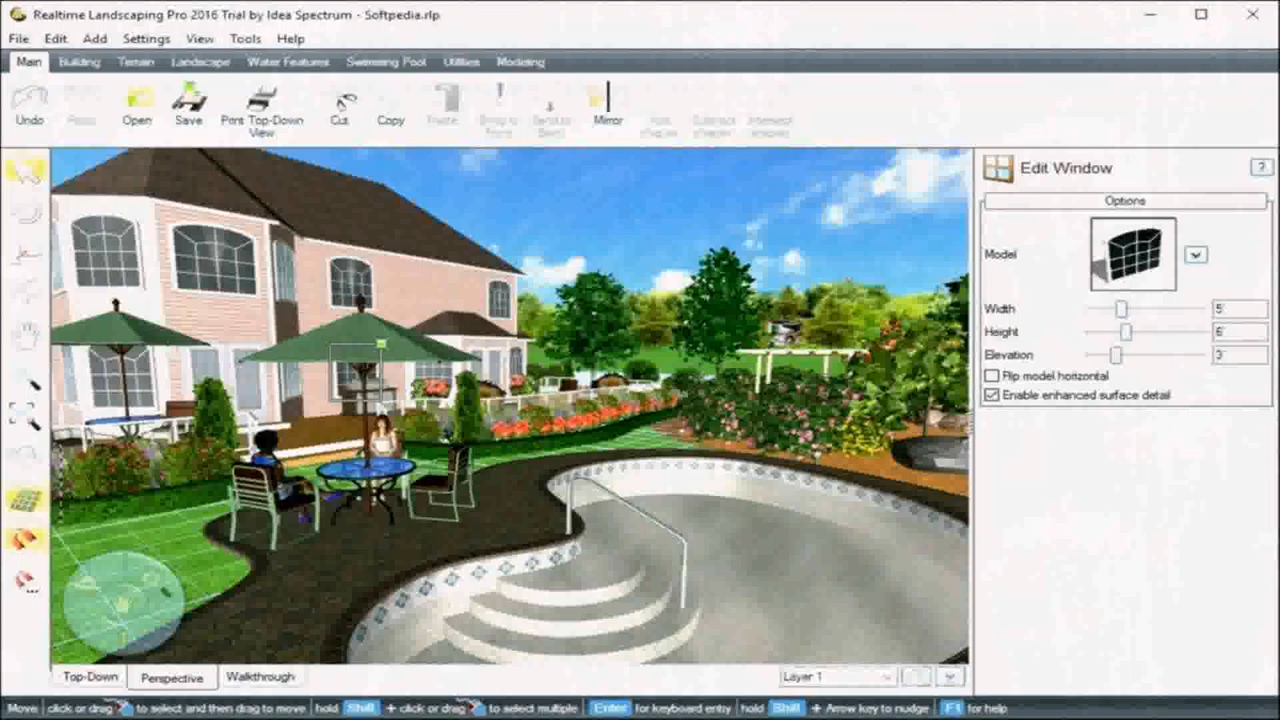 Realtime Landscaping Pro 2016 Trial by Idea Spectrum - Softpedia.rlp
File Edit Add Settings View Tools Help
Main Building Terrain Landscape Water Features Swimming Pool Utilities Modeling
Undo Open Save Print Top-Down View Cut Copy Paste Mirror
Edit Window ?
Options
Model
Width 5'
Height 6'
Elevation 3'
Flip model horizontal
Enable enhanced surface detail
Top-Down Perspective Walkthrough Layer 1
Move click or drag to select and then drag to move hold Shift + click or drag to select multiple Enter for keyboard entry hold Shift + Arrow key to nudge F1 for help